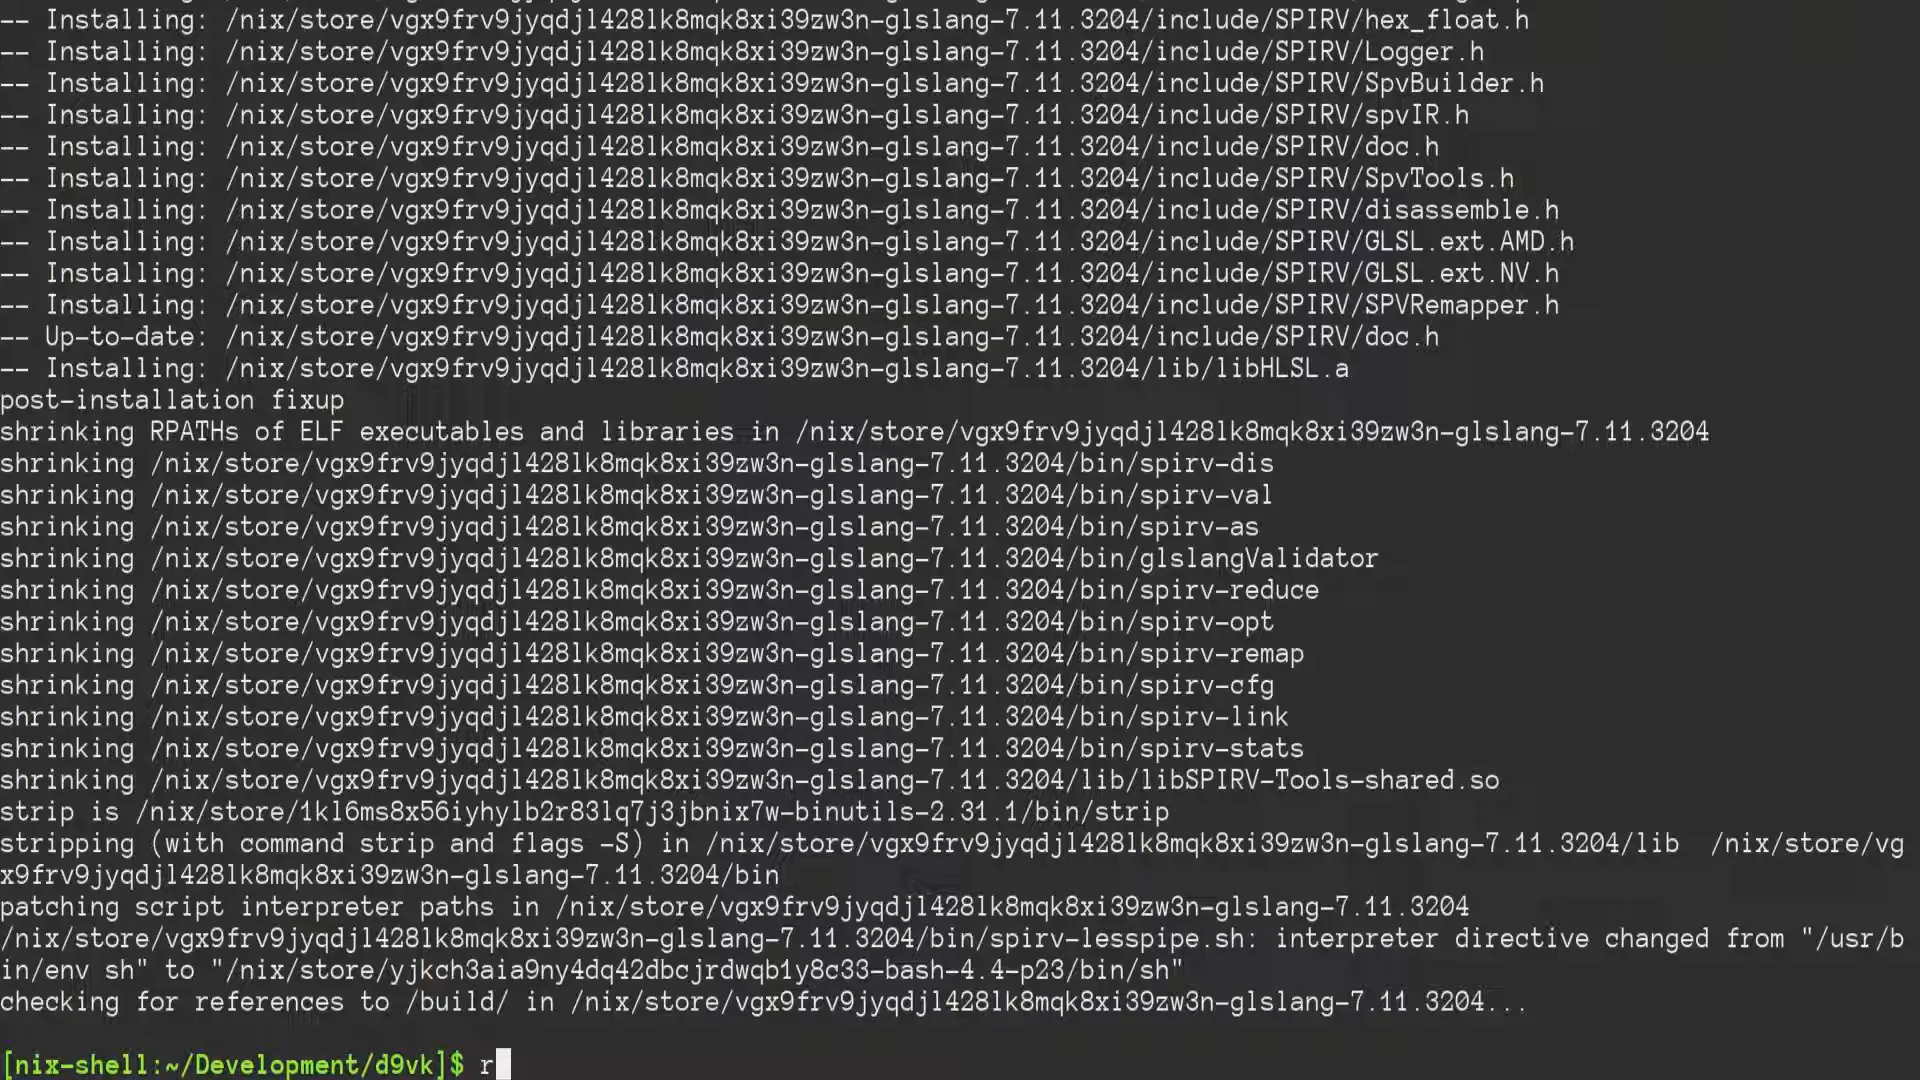 -- Installing: /nix/store/vgx9frv9jyqdjl428lk8mqk8xi39zw3n-glslang-7.11.3204/include/SPIRV/hex_float.h
-- Installing: /nix/store/vgx9frv9jyqdjl428lk8mqk8xi39zw3n-glslang-7.11.3204/include/SPIRV/Logger.h
-- Installing: /nix/store/vgx9frv9jyqdjl428lk8mqk8xi39zw3n-glslang-7.11.3204/include/SPIRV/SpvBuilder.h
-- Installing: /nix/store/vgx9frv9jyqdjl428lk8mqk8xi39zw3n-glslang-7.11.3204/include/SPIRV/spvIR.h
-- Installing: /nix/store/vgx9frv9jyqdjl428lk8mqk8xi39zw3n-glslang-7.11.3204/include/SPIRV/doc.h
-- Installing: /nix/store/vgx9frv9jyqdjl428lk8mqk8xi39zw3n-glslang-7.11.3204/include/SPIRV/SpvTools.h
-- Installing: /nix/store/vgx9frv9jyqdjl428lk8mqk8xi39zw3n-glslang-7.11.3204/include/SPIRV/disassemble.h
-- Installing: /nix/store/vgx9frv9jyqdjl428lk8mqk8xi39zw3n-glslang-7.11.3204/include/SPIRV/GLSL.ext.AMD.h
-- Installing: /nix/store/vgx9frv9jyqdjl428lk8mqk8xi39zw3n-glslang-7.11.3204/include/SPIRV/GLSL.ext.NV.h
-- Installing: /nix/store/vgx9frv9jyqdjl428lk8mqk8xi39zw3n-glslang-7.11.3204/include/SPIRV/SPVRemapper.h
-- Up-to-date: /nix/store/vgx9frv9jyqdjl428lk8mqk8xi39zw3n-glslang-7.11.3204/include/SPIRV/doc.h
-- Installing: /nix/store/vgx9frv9jyqdjl428lk8mqk8xi39zw3n-glslang-7.11.3204/lib/libHLSL.a
post-installation fixup
shrinking RPATHs of ELF executables and libraries in /nix/store/vgx9frv9jyqdjl428lk8mqk8xi39zw3n-glslang-7.11.3204
shrinking /nix/store/vgx9frv9jyqdjl428lk8mqk8xi39zw3n-glslang-7.11.3204/bin/spirv-dis
shrinking /nix/store/vgx9frv9jyqdjl428lk8mqk8xi39zw3n-glslang-7.11.3204/bin/spirv-val
shrinking /nix/store/vgx9frv9jyqdjl428lk8mqk8xi39zw3n-glslang-7.11.3204/bin/spirv-as
shrinking /nix/store/vgx9frv9jyqdjl428lk8mqk8xi39zw3n-glslang-7.11.3204/bin/glslangValidator
shrinking /nix/store/vgx9frv9jyqdjl428lk8mqk8xi39zw3n-glslang-7.11.3204/bin/spirv-reduce
shrinking /nix/store/vgx9frv9jyqdjl428lk8mqk8xi39zw3n-glslang-7.11.3204/bin/spirv-opt
shrinking /nix/store/vgx9frv9jyqdjl428lk8mqk8xi39zw3n-glslang-7.11.3204/bin/spirv-remap
shrinking /nix/store/vgx9frv9jyqdjl428lk8mqk8xi39zw3n-glslang-7.11.3204/bin/spirv-cfg
shrinking /nix/store/vgx9frv9jyqdjl428lk8mqk8xi39zw3n-glslang-7.11.3204/bin/spirv-link
shrinking /nix/store/vgx9frv9jyqdjl428lk8mqk8xi39zw3n-glslang-7.11.3204/bin/spirv-stats
shrinking /nix/store/vgx9frv9jyqdjl428lk8mqk8xi39zw3n-glslang-7.11.3204/lib/libSPIRV-Tools-shared.so
strip is /nix/store/1kl6ms8x56iyhylb2r83lq7j3jbnix7w-binutils-2.31.1/bin/strip
stripping (with command strip and flags -S) in /nix/store/vgx9frv9jyqdjl428lk8mqk8xi39zw3n-glslang-7.11.3204/lib  /nix/store/vg
x9frv9jyqdjl428lk8mqk8xi39zw3n-glslang-7.11.3204/bin
patching script interpreter paths in /nix/store/vgx9frv9jyqdjl428lk8mqk8xi39zw3n-glslang-7.11.3204
/nix/store/vgx9frv9jyqdjl428lk8mqk8xi39zw3n-glslang-7.11.3204/bin/spirv-lesspipe.sh: interpreter directive changed from "/usr/b
in/env sh" to "/nix/store/yjkch3aia9ny4dq42dbcjrdwqb1y8c33-bash-4.4-p23/bin/sh"
checking for references to /build/ in /nix/store/vgx9frv9jyqdjl428lk8mqk8xi39zw3n-glslang-7.11.3204...
[nix-shell:~/Development/d9vk]$ r